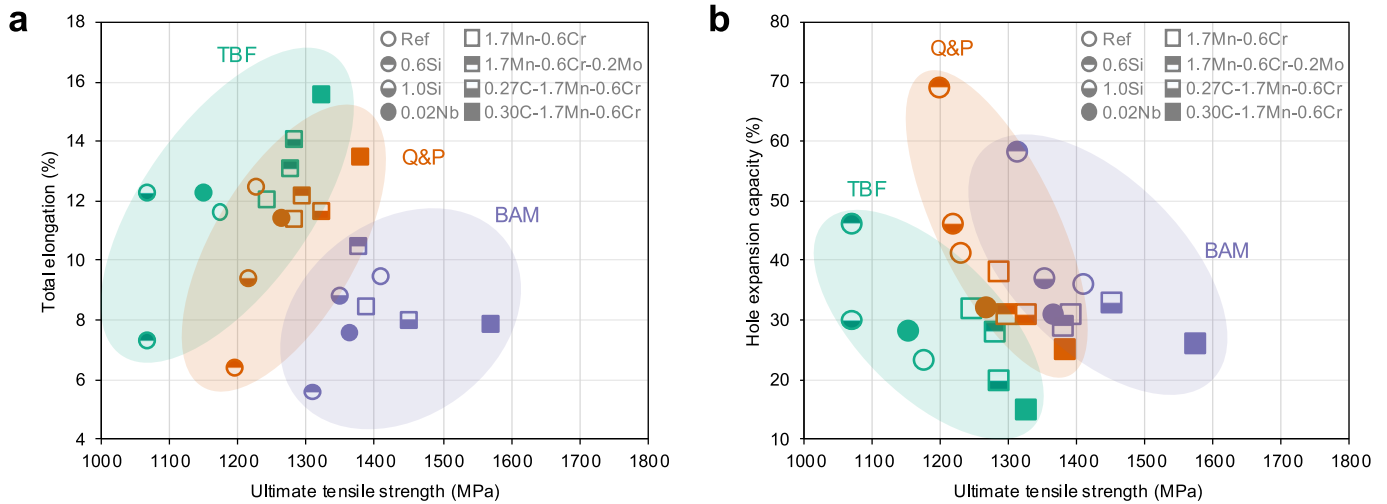 a
Total elongation (%)
18
16
14
12
10
8
6
4
TBF
Q&P
BAM
Ref
0.6Si
1.0Si
0.02Nb
1.7Mn-0.6Cr
1.7Mn-0.6Cr-0.2Mo
0.27C-1.7Mn-0.6Cr
0.30C-1.7Mn-0.6Cr
1000 1100 1200 1300 1400 1500 1600 1700 1800
Ultimate tensile strength (MPa)
b
Hole expansion capacity (%)
80
70
60
50
40
30
20
10
Q&P
TBF
BAM
Ref
0.6Si
1.0Si
0.02Nb
1.7Mn-0.6Cr
1.7Mn-0.6Cr-0.2Mo
0.27C-1.7Mn-0.6Cr
0.30C-1.7Mn-0.6Cr
1000 1100 1200 1300 1400 1500 1600 1700 1800
Ultimate tensile strength (MPa)